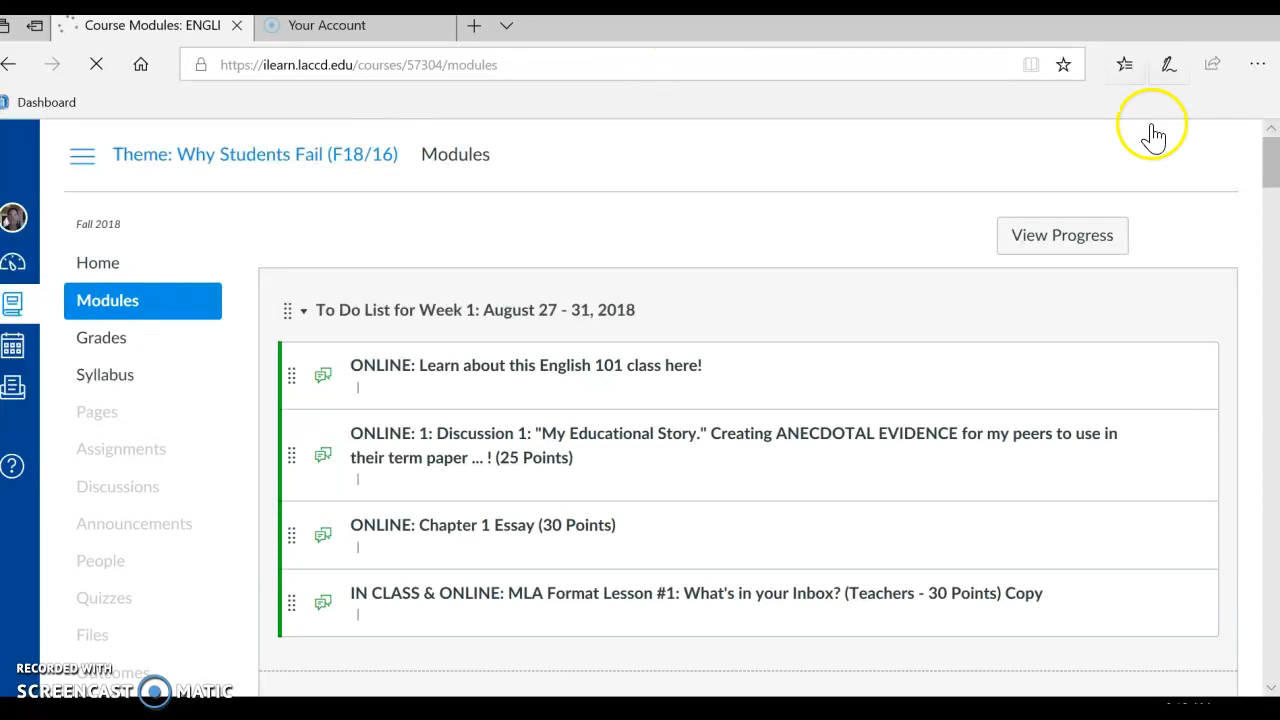 Course Modules: ENGLI
Your Account
https://ilearn.laccd.edu/courses/57304/modules
Dashboard
Theme: Why Students Fail (F18/16) Modules
Fall 2018
View Progress
Home
Modules
Grades
Syllabus
Pages
Assignments
Discussions
Announcements
People
Quizzes
Files
Outcomes
To Do List for Week 1: August 27 - 31, 2018
ONLINE: Learn about this English 101 class here!
ONLINE: 1: Discussion 1: "My Educational Story." Creating ANECDOTAL EVIDENCE for my peers to use in
their term paper ... ! (25 Points)
ONLINE: Chapter 1 Essay (30 Points)
IN CLASS & ONLINE: MLA Format Lesson #1: What's in your Inbox? (Teachers - 30 Points) Copy
RECORDED WITH
SCREENCAST MATIC